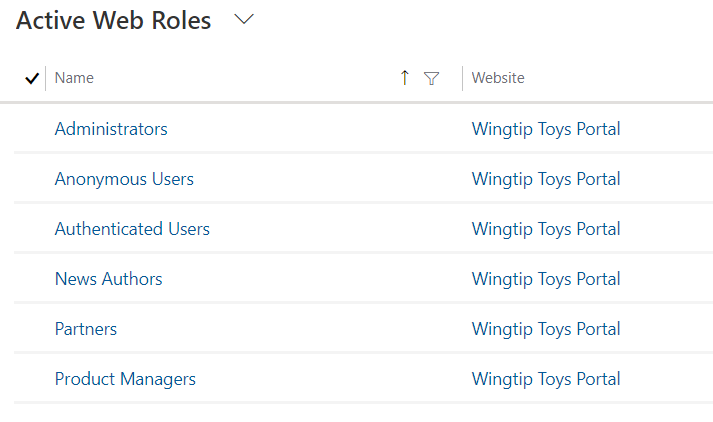 Active Web Roles
Name Website
Administrators Wingtip Toys Portal
Anonymous Users Wingtip Toys Portal
Authenticated Users Wingtip Toys Portal
News Authors Wingtip Toys Portal
Partners Wingtip Toys Portal
Product Managers Wingtip Toys Portal